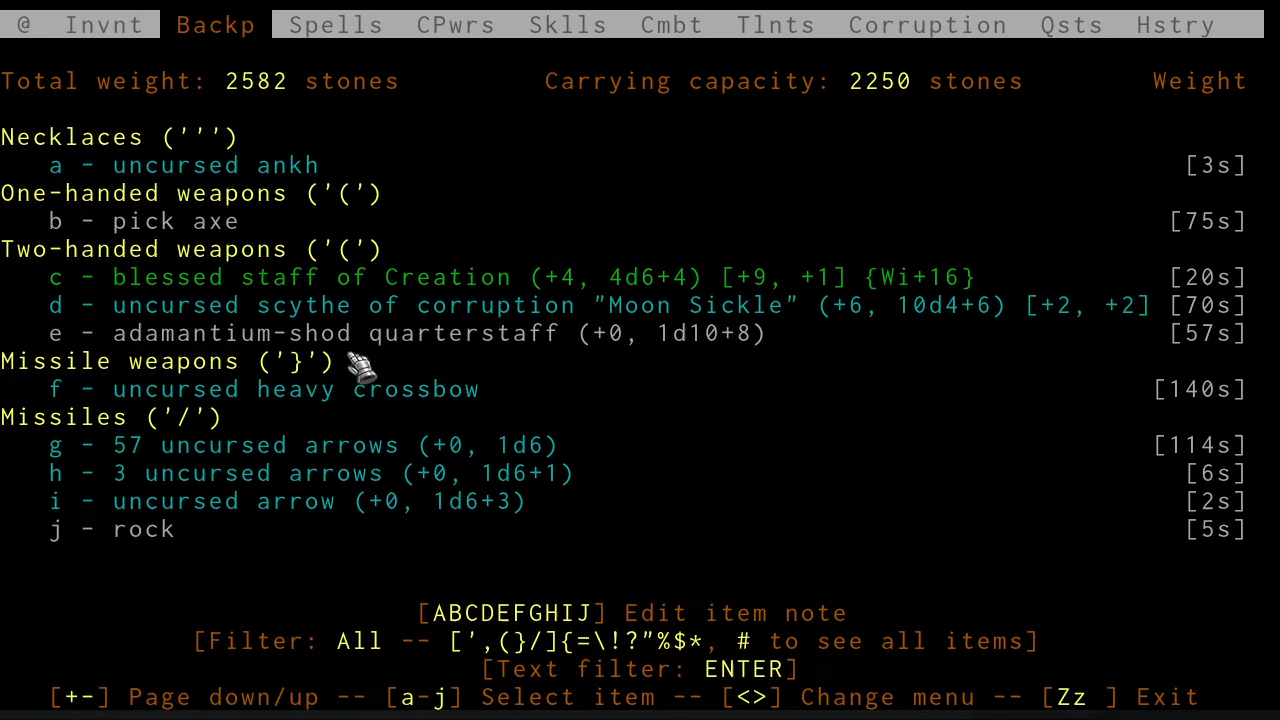 @ Invnt Backp Spells CPwrs Sklls Cmbt Tlnts Corruption Qsts Hstry
Total weight: 2582 stones Carrying capacity: 2250 stones Weight
Necklaces (''')
a - uncursed ankh [3s]
One-handed weapons ('(')
b - pick axe [75s]
Two-handed weapons ('(')
c - blessed staff of Creation (+4, 4d6+4) [+9, +1] {Wi+16} [20s]
d - uncursed scythe of corruption "Moon Sickle" (+6, 10d4+6) [+2, +2] [70s]
e - adamantium-shod quarterstaff (+0, 1d10+8) [57s]
Missile weapons ('}')
f - uncursed heavy crossbow [140s]
Missiles ('/')
g - 57 uncursed arrows (+0, 1d6) [114s]
h - 3 uncursed arrows (+0, 1d6+1) [6s]
i - uncursed arrow (+0, 1d6+3) [2s]
j - rock [5s]
[ABCDEFGHIJ] Edit item note
[Filter: All -- [',(}/]{=\!?"%$*, # to see all items]
[Text filter: ENTER]
[+-] Page down/up -- [a-j] Select item -- [<>] Change menu -- [Zz ] Exit